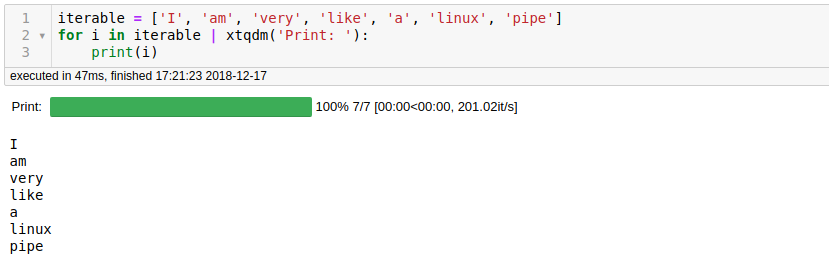 1 iterable = ['I', 'am', 'very', 'like', 'a', 'linux', 'pipe']
2 for i in iterable | xtqdm('Print: '):
3     print(i)
executed in 47ms, finished 17:21:23 2018-12-17
Print: 100% 7/7 [00:00<00:00, 201.02it/s]
I
am
very
like
a
linux
pipe